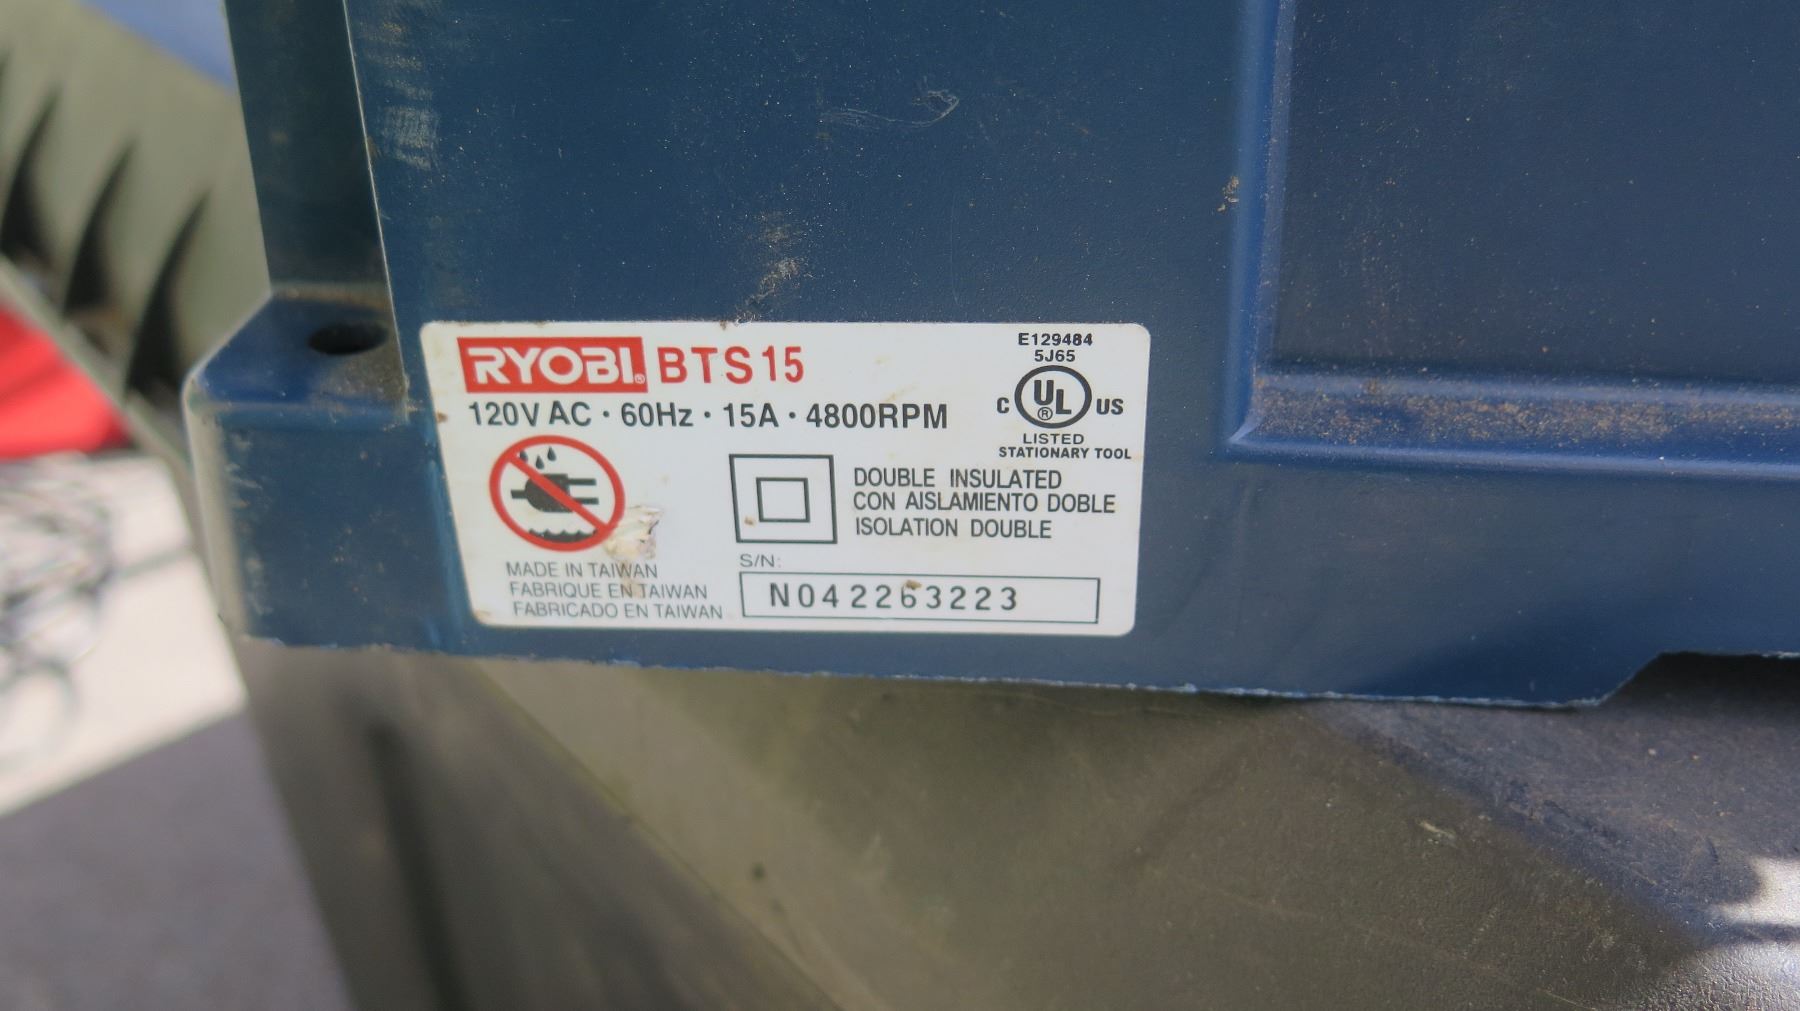 RYOBI® BTS15
120V AC · 60Hz · 15A · 4800RPM
E129484
5J65
C UL® US
LISTED
STATIONARY TOOL
DOUBLE INSULATED
CON AISLAMIENTO DOBLE
ISOLATION DOUBLE
MADE IN TAIWAN
FABRIQUE EN TAIWAN
FABRICADO EN TAIWAN
S/N:
N042263223